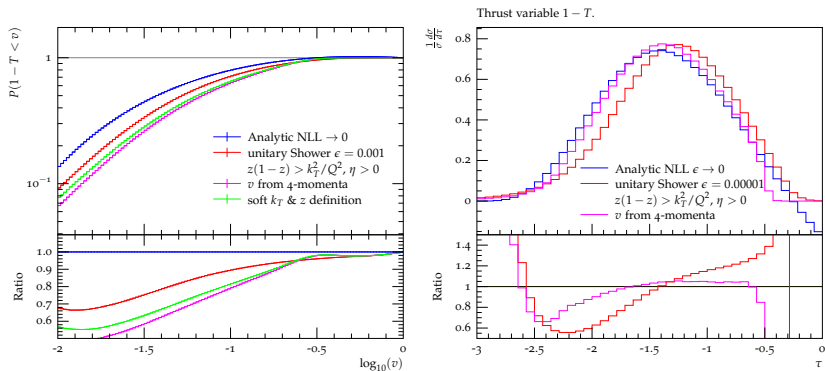 P(1 − T < v)
1
10⁻¹
Analytic NLL → 0
unitary Shower ϵ = 0.001
z(1 − z) > k_T²/Q², η > 0
v from 4-momenta
soft k_T & z definition
Ratio
1.0
0.9
0.8
0.7
0.6
-2
-1.5
-1
-0.5
0
log₁₀(v)
Thrust variable 1 − T.
1/σ dσ/dτ
0.8
0.6
0.4
0.2
0
Analytic NLL ϵ → 0
unitary Shower ϵ = 0.00001
z(1 − z) > k_T²/Q², η > 0
v from 4-momenta
Ratio
1.4
1.2
1
0.8
0.6
-3
-2.5
-2
-1.5
-1
-0.5
0
τ